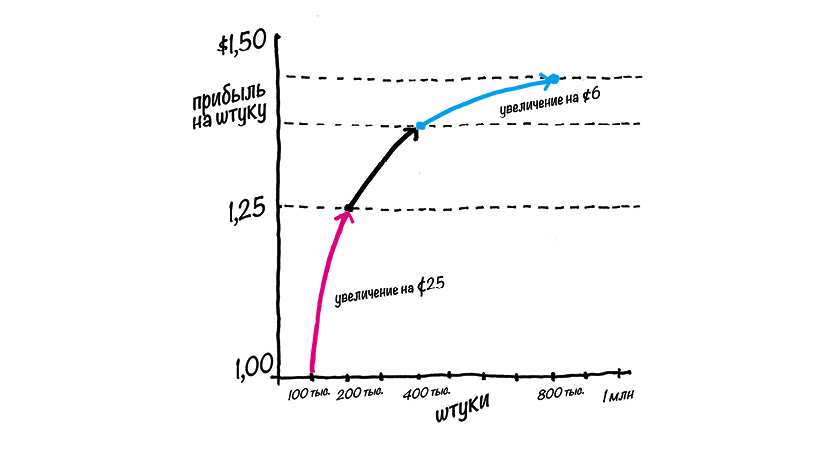 $1,50
прибыль
на штуку
увеличение на ¢6
1,25
увеличение на ¢25
1,00
100 тыс. 200 тыс. 400 тыс. 800 тыс. 1 млн
штуки